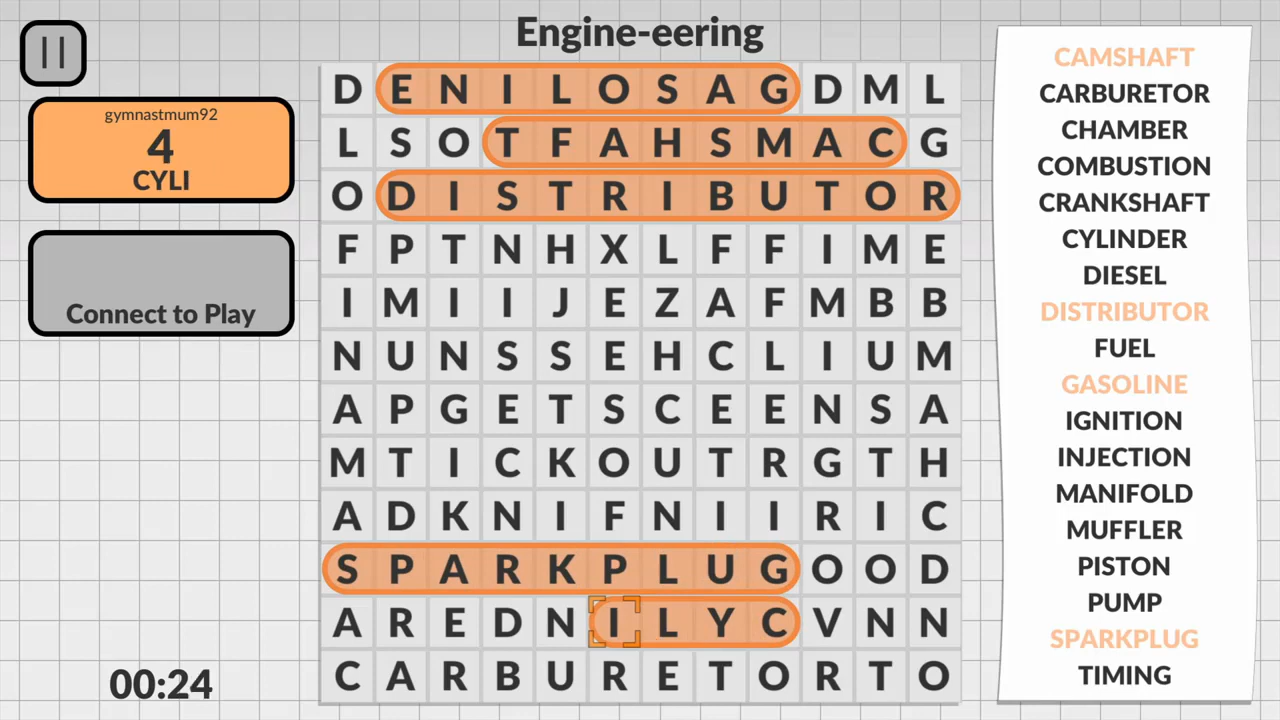 Engine-eering
gymnastmum92
4
CYLI
Connect to Play
00:24
D E N I L O S A G D M L
L S O T F A H S M A C G
O D I S T R I B U T O R
F P T N H X L F F I M E
I M I I J E Z A F M B B
N U N S S E H C L I U M
A P G E T S C E E N S A
M T I C K O U T R G T H
A D K N I F N I I R I C
S P A R K P L U G O O D
A R E D N I L Y C V N N
C A R B U R E T O R T O
CAMSHAFT
CARBURETOR
CHAMBER
COMBUSTION
CRANKSHAFT
CYLINDER
DIESEL
DISTRIBUTOR
FUEL
GASOLINE
IGNITION
INJECTION
MANIFOLD
MUFFLER
PISTON
PUMP
SPARKPLUG
TIMING